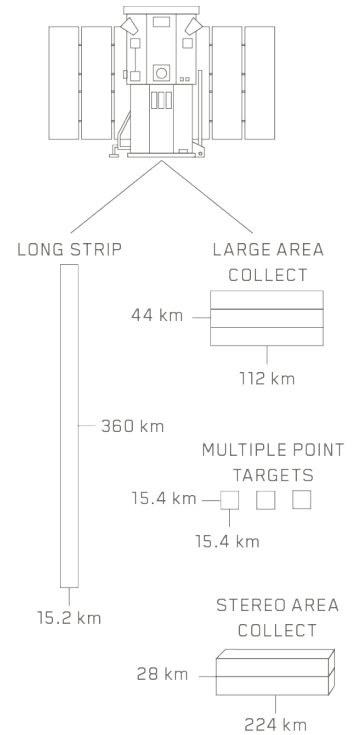 LONG STRIP
360 km
15.2 km
LARGE AREA
COLLECT
44 km
112 km
MULTIPLE POINT
TARGETS
15.4 km
15.4 km
STEREO AREA
COLLECT
28 km
224 km